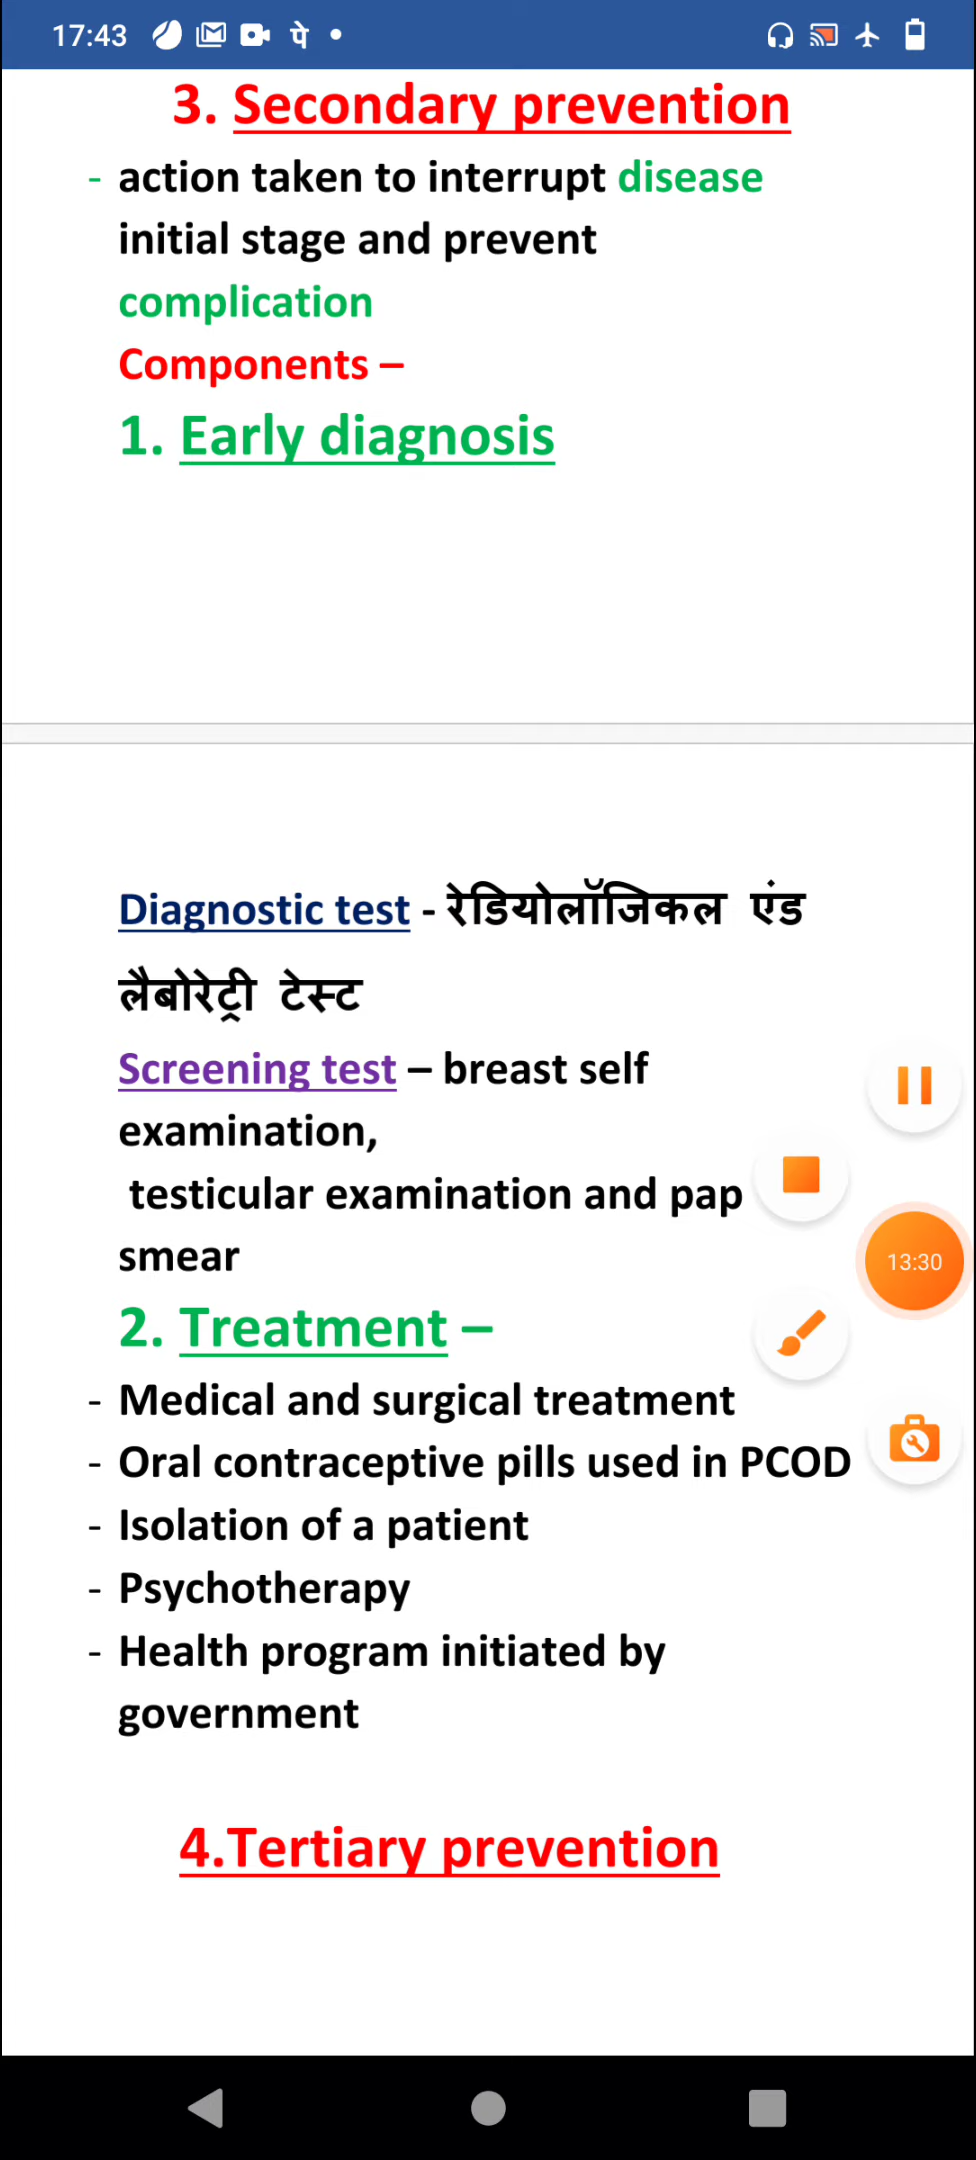 17:43 पे
3. Secondary prevention
- action taken to interrupt disease
initial stage and prevent
complication
Components –
1. Early diagnosis
Diagnostic test - रेडियोलॉजिकल एंड
लैबोरेट्री टेस्ट
Screening test – breast self
examination,
testicular examination and pap
smear
13:30
2. Treatment –
- Medical and surgical treatment
- Oral contraceptive pills used in PCOD
- Isolation of a patient
- Psychotherapy
- Health program initiated by
government
4.Tertiary prevention